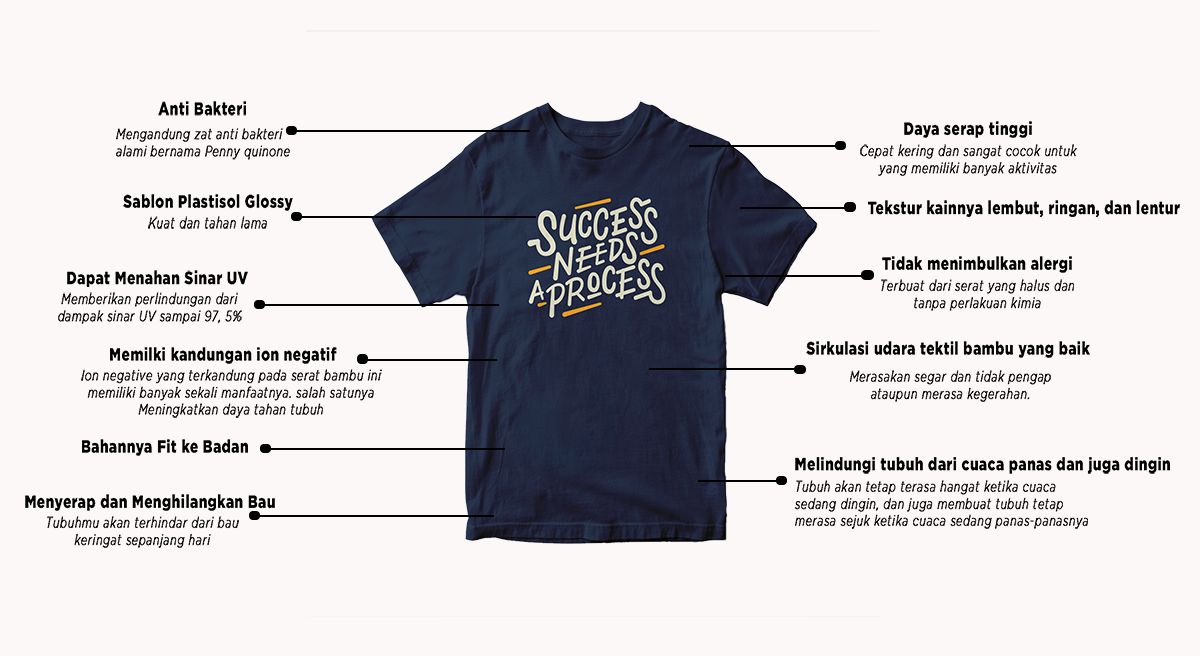 Anti Bakteri
Mengandung zat anti bakteri
alami bernama Penny quinone
Sablon Plastisol Glossy
Kuat dan tahan lama
Dapat Menahan Sinar UV
Memberikan perlindungan dari
dampak sinar UV sampai 97, 5%
Memilki kandungan ion negatif
Ion negative yang terkandung pada serat bambu ini
memiliki banyak sekali manfaatnya. salah satunya
Meningkatkan daya tahan tubuh
Bahannya Fit ke Badan
Menyerap dan Menghilangkan Bau
Tubuhmu akan terhindar dari bau
keringat sepanjang hari
SUCCESS
NEEDS
A PROCESS
Daya serap tinggi
Cepat kering dan sangat cocok untuk
yang memiliki banyak aktivitas
Tekstur kainnya lembut, ringan, dan lentur
Tidak menimbulkan alergi
Terbuat dari serat yang halus dan
tanpa perlakuan kimia
Sirkulasi udara tektil bambu yang baik
Merasakan segar dan tidak pengap
ataupun merasa kegerahan.
Melindungi tubuh dari cuaca panas dan juga dingin
Tubuh akan tetap terasa hangat ketika cuaca
sedang dingin, dan juga membuat tubuh tetap
merasa sejuk ketika cuaca sedang panas-panasnya